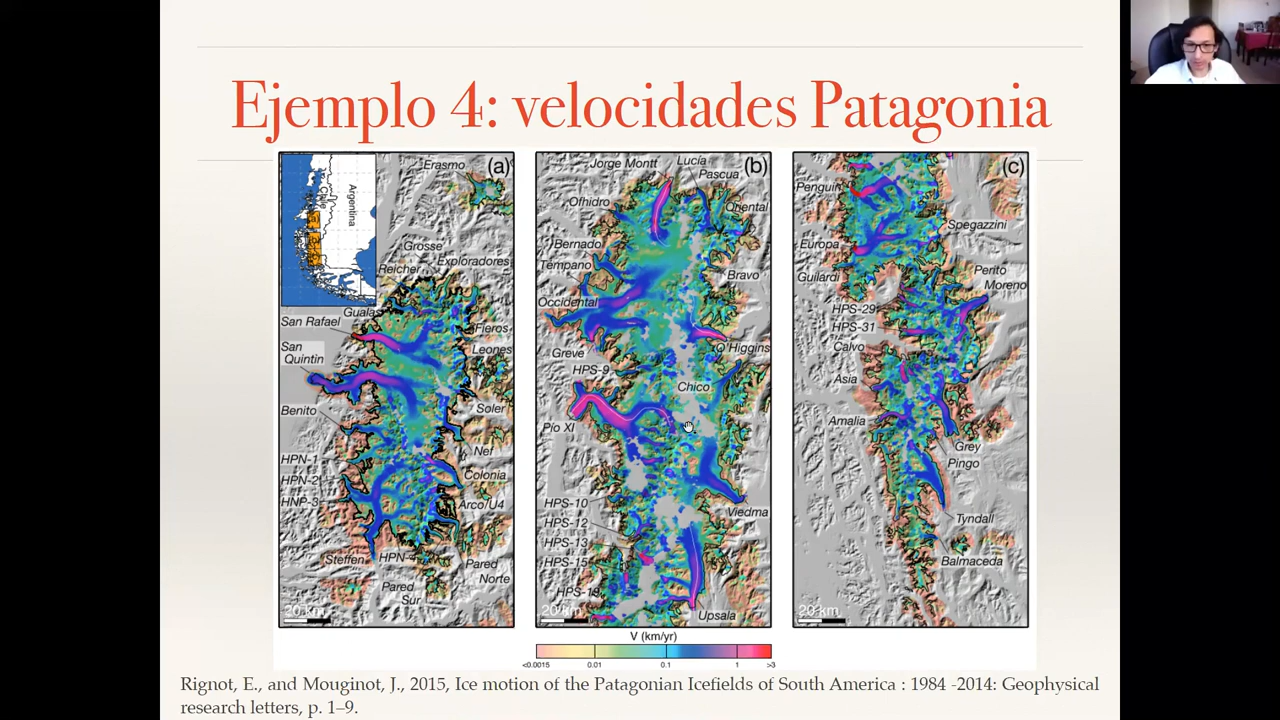 Ejemplo 4: velocidades Patagonia
(a)
Chile
Argentina
Erasmo
Grosse
Exploradores
Reicher
Gualas
San Rafael
Fieros
San
Quintin
Leones
Benito
Soler
Nef
HPN-1
Colonia
HPN-2
HNP-3
Arco/U4
Steffen
HPN-4
Pared
Norte
Pared
Sur
20 km
(b)
Jorge Montt
Lucía
Pascua
Ofhidro
Oriental
Bernado
Témpano
Bravo
Occidental
Greve
O'Higgins
HPS-9
Chico
Pio XI
HPS-10
Viedma
HPS-12
HPS-13
HPS-15
HPS-19
Upsala
20 km
(c)
Penguin
Spegazzini
Europa
Guilardi
Perito
Moreno
HPS-29
HPS-31
Calvo
Asia
Amalia
Grey
Pingo
Tyndall
Balmaceda
20 km
V (km/yr)
<0.0015 0.01 0.1 1 >3
Rignot, E., and Mouginot, J., 2015, Ice motion of the Patagonian Icefields of South America : 1984 -2014: Geophysical
research letters, p. 1–9.